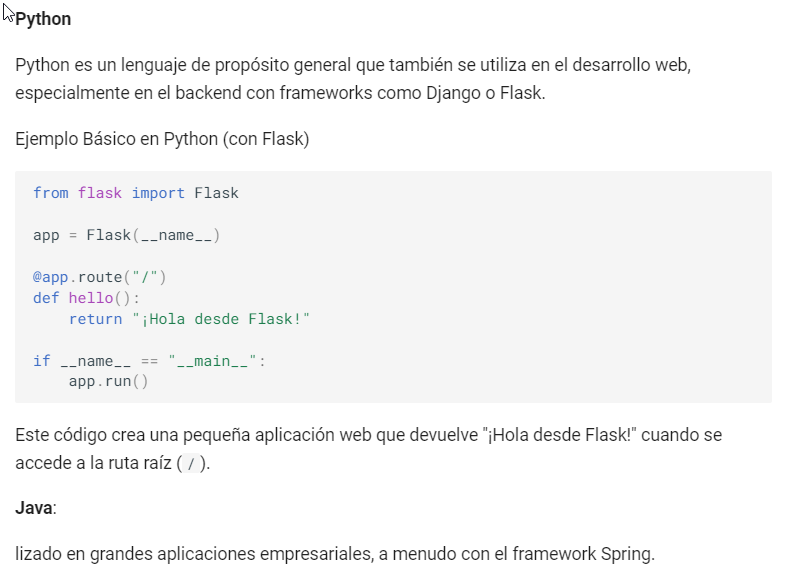 Python
Python es un lenguaje de propósito general que también se utiliza en el desarrollo web,
especialmente en el backend con frameworks como Django o Flask.
Ejemplo Básico en Python (con Flask)
from flask import Flask
app = Flask(__name__)
@app.route("/")
def hello():
    return "¡Hola desde Flask!"
if __name__ == "__main__":
    app.run()
Este código crea una pequeña aplicación web que devuelve "¡Hola desde Flask!" cuando se
accede a la ruta raíz ( / ).
Java:
lizado en grandes aplicaciones empresariales, a menudo con el framework Spring.